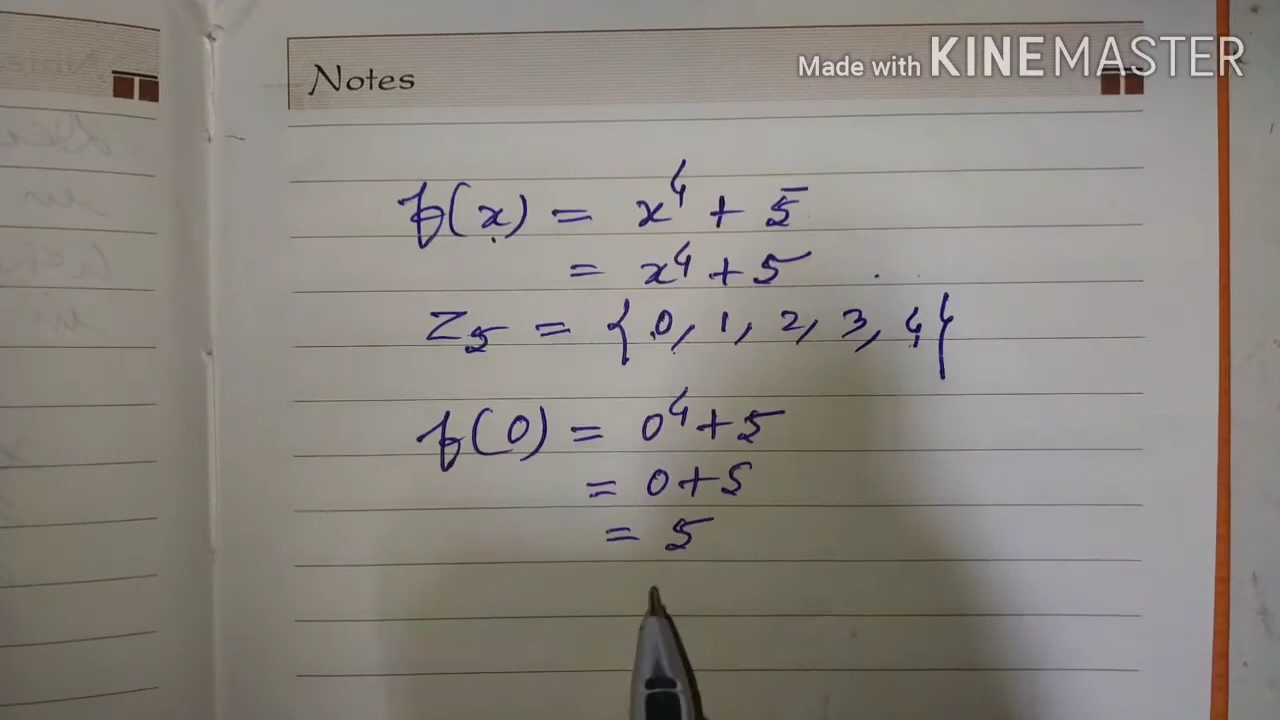 Made with KINEMASTER
Notes
f(x) = x⁴ + 5
= x⁴ + 5
Z₅ = {0, 1, 2, 3, 4}
f(0) = 0⁴ + 5
= 0 + 5
= 5